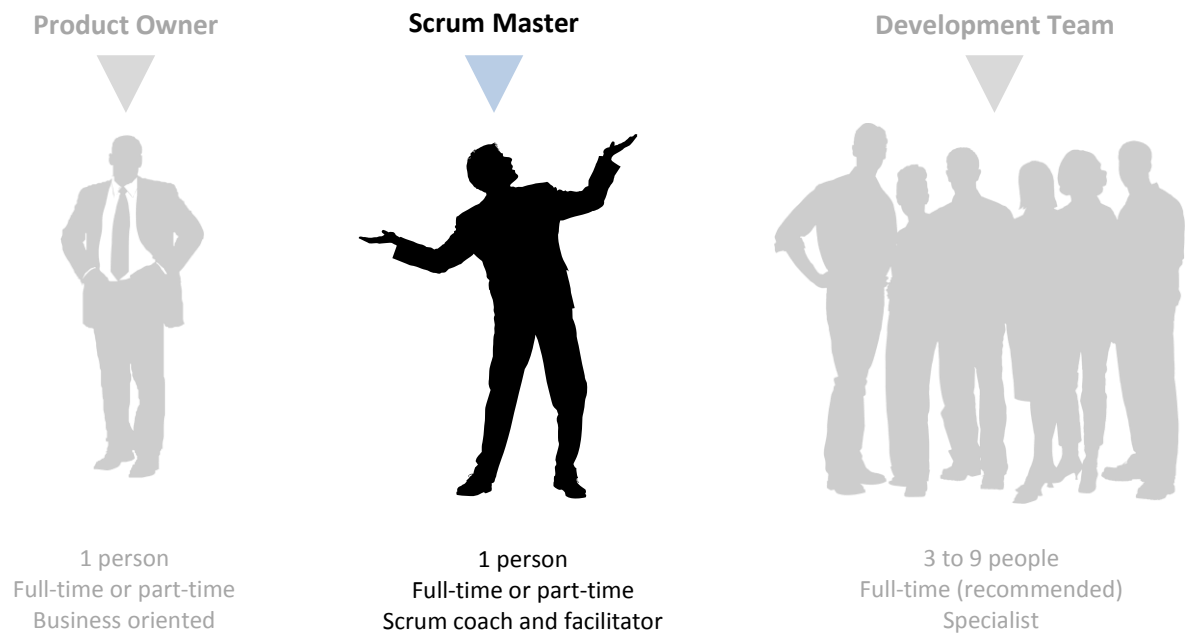 Product Owner
Scrum Master
Development Team
1 person
Full-time or part-time
Business oriented
1 person
Full-time or part-time
Scrum coach and facilitator
3 to 9 people
Full-time (recommended)
Specialist